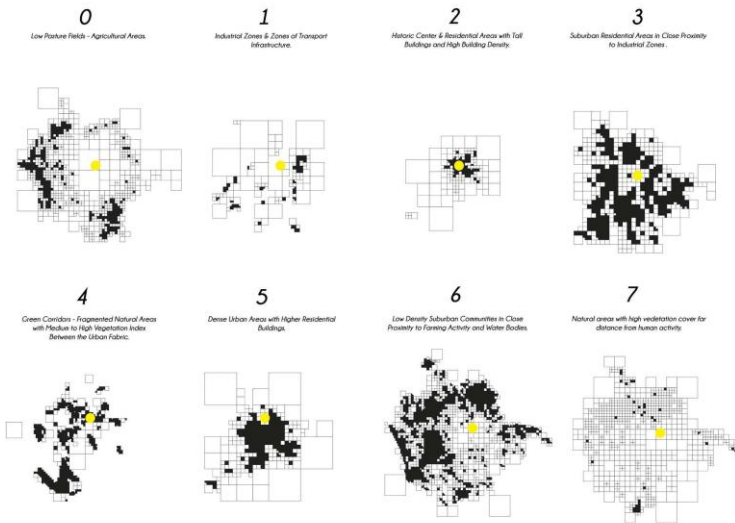 0
Low Pasture Fields - Agricultural Areas.
1
Industrial Zones & Zones of Transport
Infrastructure.
2
Historic Center & Residential Areas with Tall
Buildings and High Building Density.
3
Suburban Residential Areas in Close Proximity
to Industrial Zones .
4
Green Corridors - Fragmented Natural Areas
with Medium to High Vegetation Index
Between the Urban Fabric.
5
Dense Urban Areas with Higher Residential
Buildings.
6
Low Density Suburban Communities in Close
Proximity to Farming Activity and Water Bodies.
7
Natural areas with high vedetation cover far
distance from human activity.